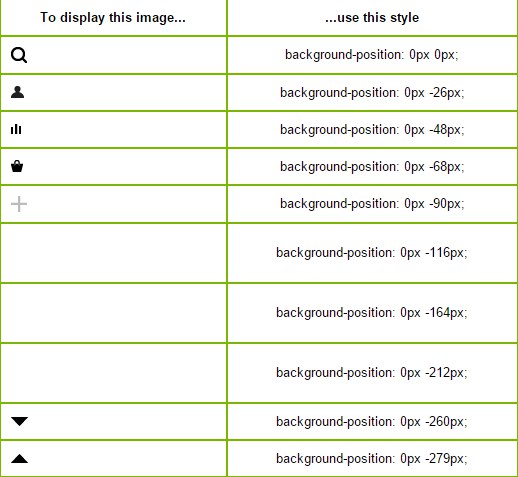 To display this image... ...use this style
background-position: 0px 0px;
background-position: 0px -26px;
background-position: 0px -48px;
background-position: 0px -68px;
background-position: 0px -90px;
background-position: 0px -116px;
background-position: 0px -164px;
background-position: 0px -212px;
background-position: 0px -260px;
background-position: 0px -279px;